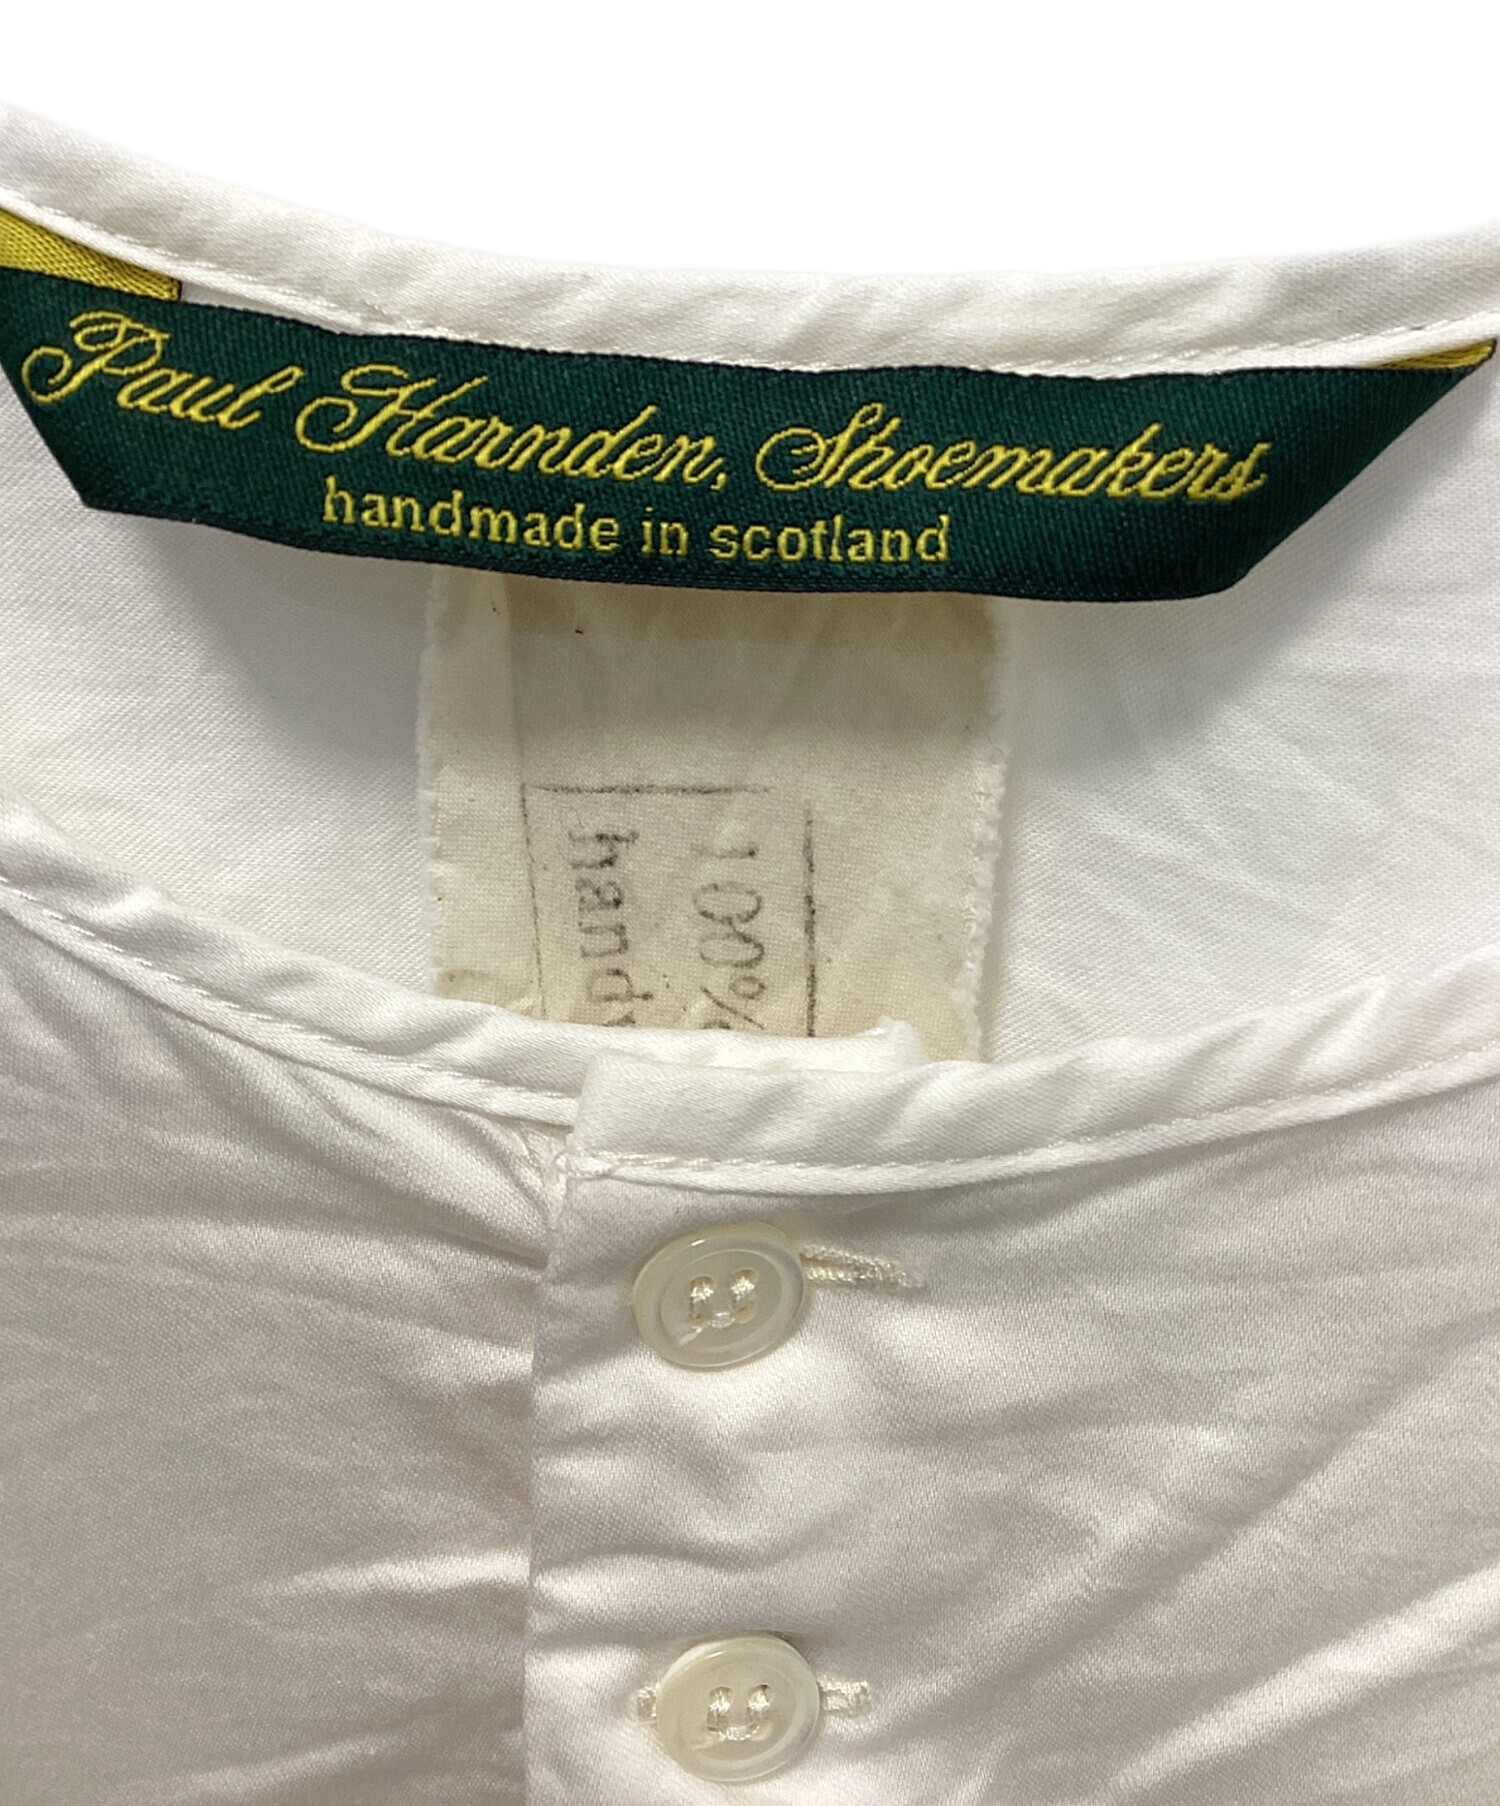 Paul Harnden, Shoemakers
handmade in scotland
100%
hand